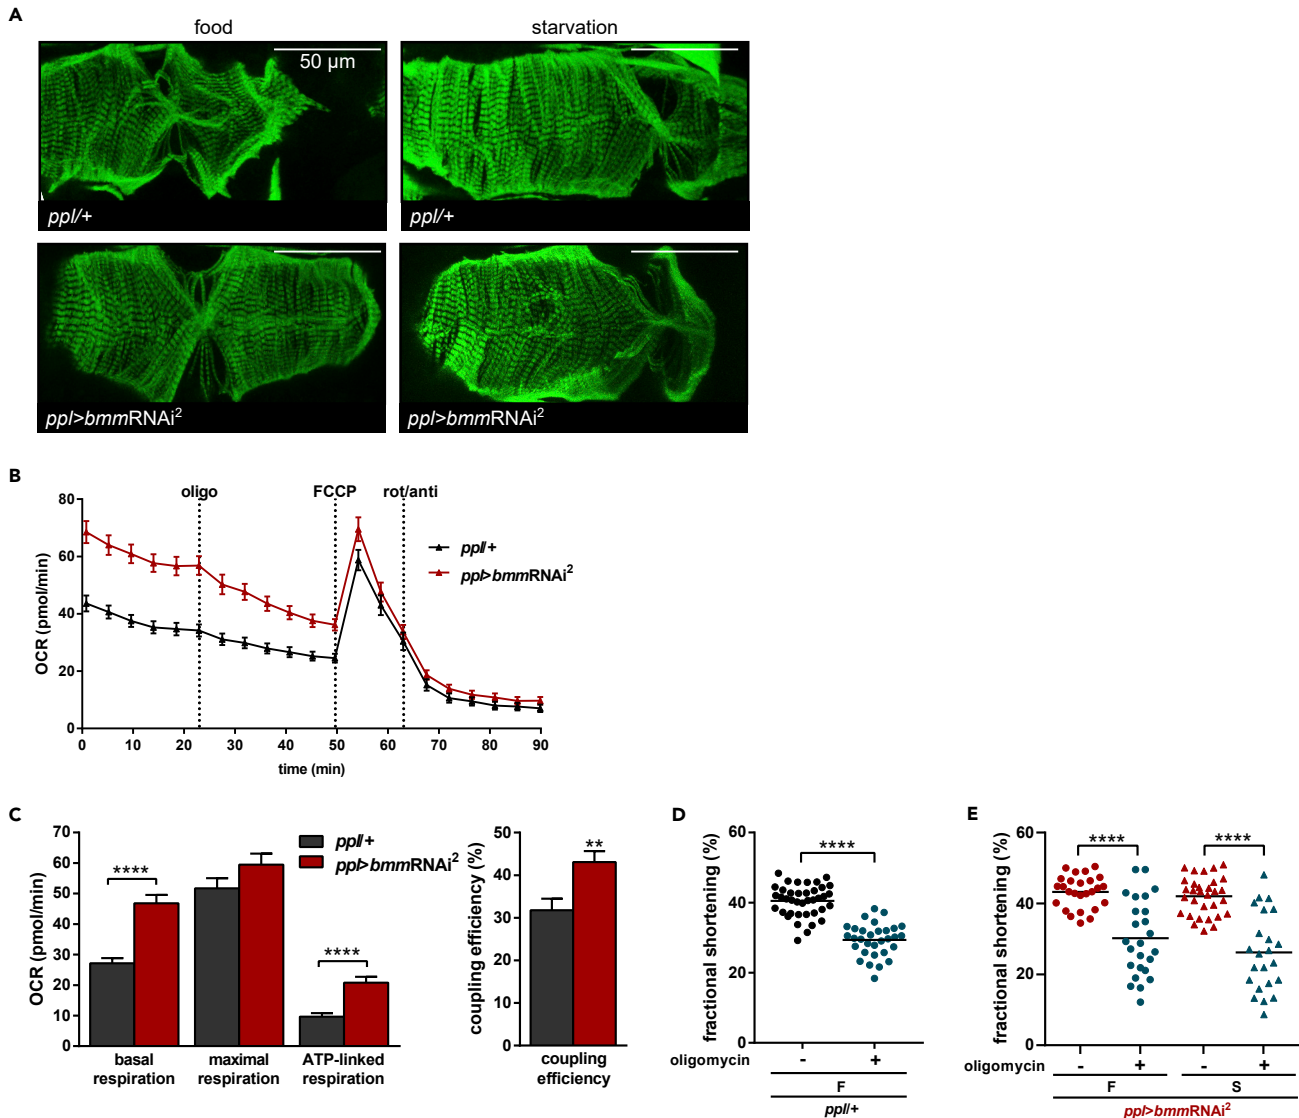 A
food
starvation
50 µm
ppl/+
ppl/+
ppl>bmmRNAi²
ppl>bmmRNAi²
B
oligo
FCCP
rot/anti
80
60
40
20
0
OCR (pmol/min)
ppl/+
ppl>bmmRNAi²
0 10 20 30 40 50 60 70 80 90
time (min)
C
70
60
50
40
30
20
10
0
OCR (pmol/min)
ppl/+
ppl>bmmRNAi²
****
****
basal respiration
maximal respiration
ATP-linked respiration
50
40
30
20
10
0
coupling efficiency (%)
**
coupling efficiency
D
60
40
20
0
fractional shortening (%)
****
oligomycin - +
F
ppl/+
E
60
40
20
0
fractional shortening (%)
****
****
oligomycin - + - +
F S
ppl>bmmRNAi²